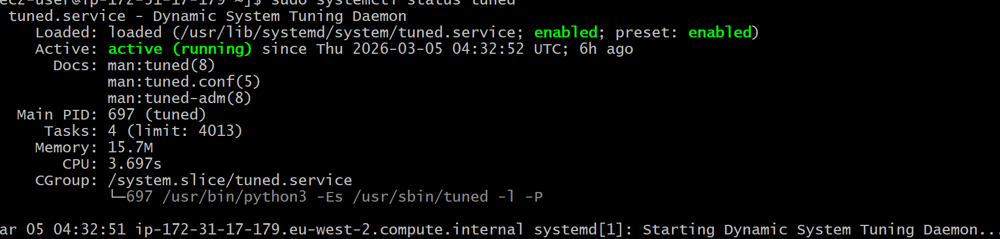 ec2-user@ip-172-31-17-179 ~]$ sudo systemctl status tuned
tuned.service - Dynamic System Tuning Daemon
Loaded: loaded (/usr/lib/systemd/system/tuned.service; enabled; preset: enabled)
Active: active (running) since Thu 2026-03-05 04:32:52 UTC; 6h ago
Docs: man:tuned(8)
man:tuned.conf(5)
man:tuned-adm(8)
Main PID: 697 (tuned)
Tasks: 4 (limit: 4013)
Memory: 15.7M
CPU: 3.697s
CGroup: /system.slice/tuned.service
└─697 /usr/bin/python3 -Es /usr/sbin/tuned -l -P
ar 05 04:32:51 ip-172-31-17-179.eu-west-2.compute.internal systemd[1]: Starting Dynamic System Tuning Daemon...